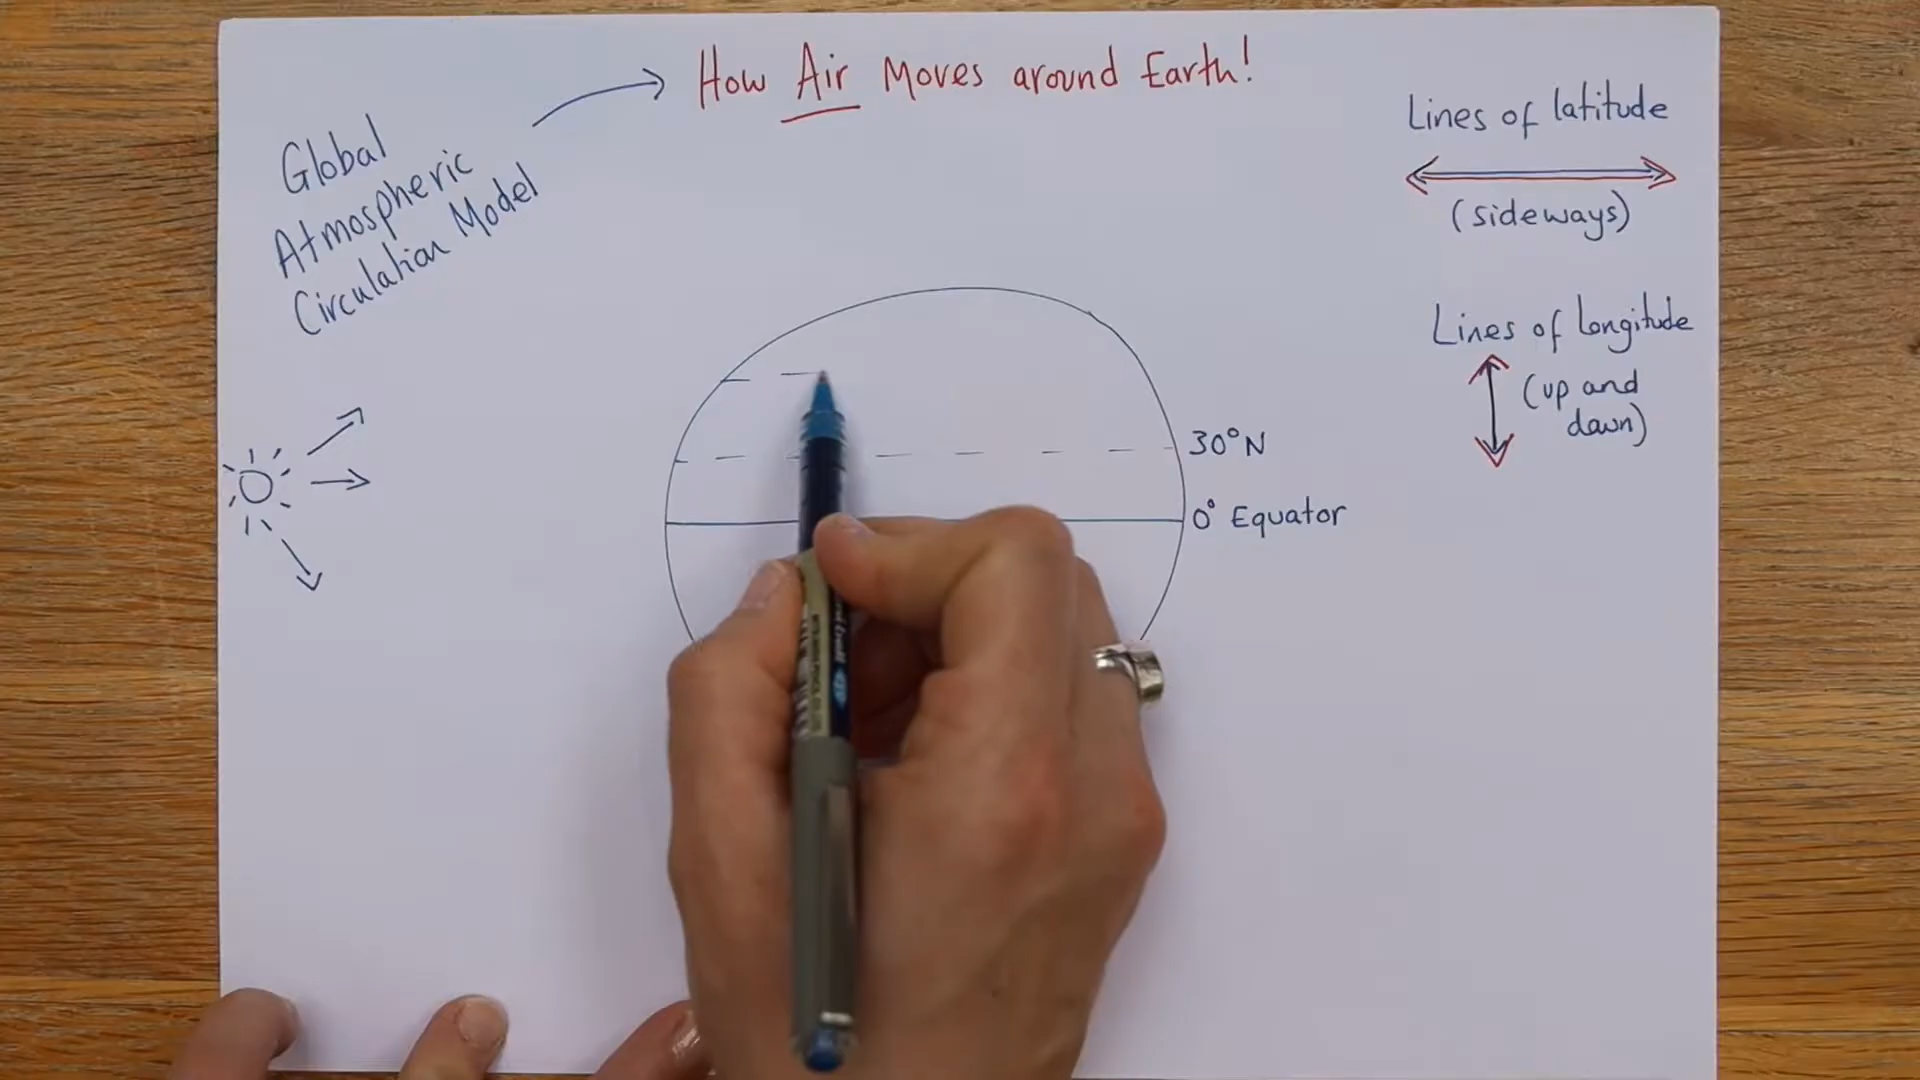 How Air Moves around Earth!
Global
Atmospheric
Circulation Model
Lines of latitude
(sideways)
Lines of longitude
(up and
down)
30°N
0° Equator